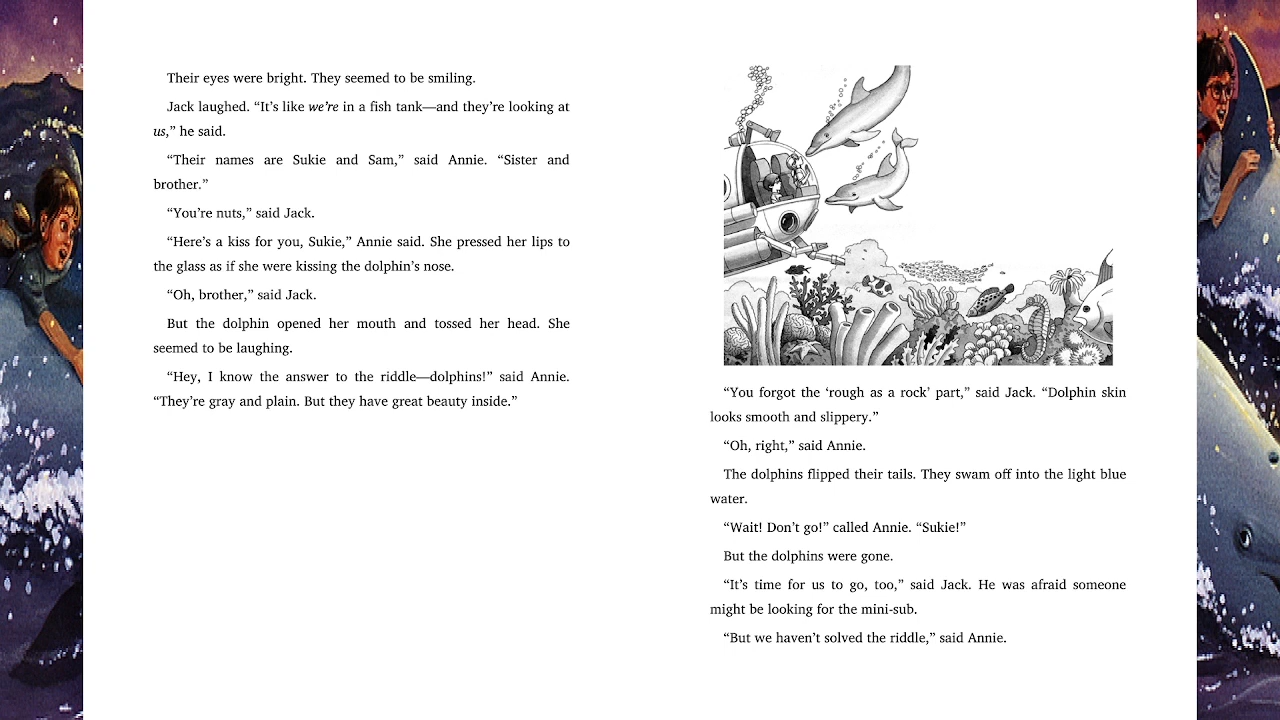 Their eyes were bright. They seemed to be smiling.
Jack laughed. “It’s like we’re in a fish tank—and they’re looking at
us,” he said.
“Their names are Sukie and Sam,” said Annie. “Sister and
brother.”
“You’re nuts,” said Jack.
“Here’s a kiss for you, Sukie,” Annie said. She pressed her lips to
the glass as if she were kissing the dolphin’s nose.
“Oh, brother,” said Jack.
But the dolphin opened her mouth and tossed her head. She
seemed to be laughing.
“Hey, I know the answer to the riddle—dolphins!” said Annie.
“They’re gray and plain. But they have great beauty inside.”
“You forgot the ‘rough as a rock’ part,” said Jack. “Dolphin skin
looks smooth and slippery.”
“Oh, right,” said Annie.
The dolphins flipped their tails. They swam off into the light blue
water.
“Wait! Don’t go!” called Annie. “Sukie!”
But the dolphins were gone.
“It’s time for us to go, too,” said Jack. He was afraid someone
might be looking for the mini-sub.
“But we haven’t solved the riddle,” said Annie.